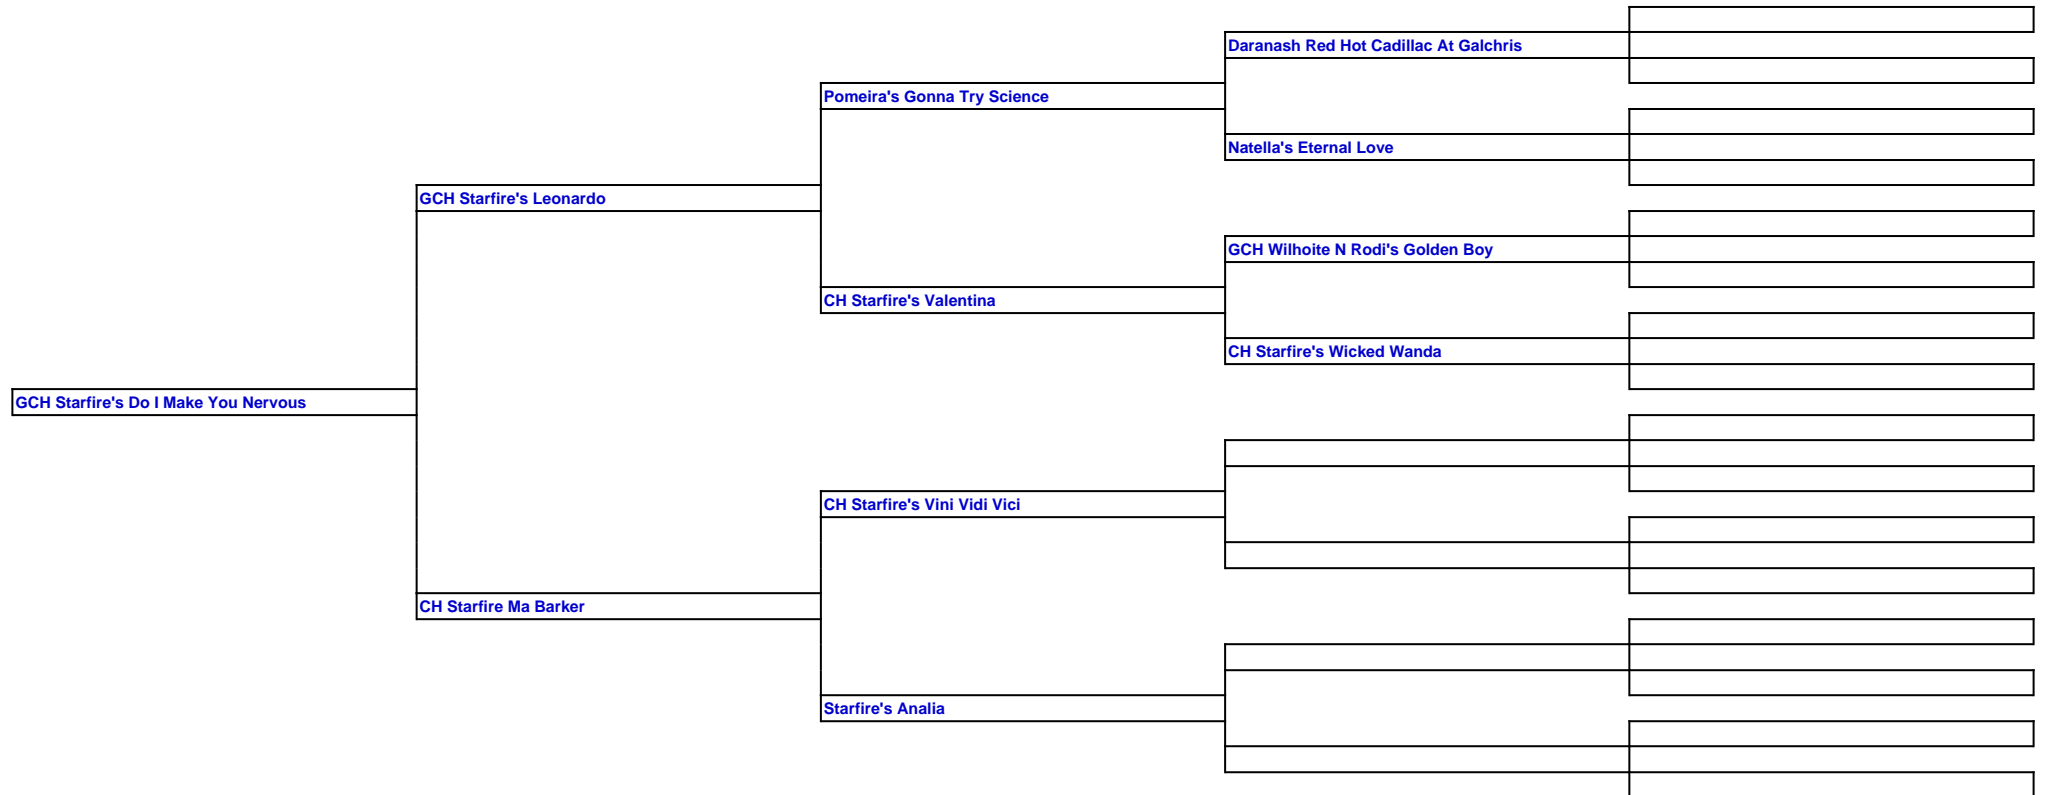 Daranash Red Hot Cadillac At Galchris
Pomeira's Gonna Try Science
Natella's Eternal Love
GCH Starfire's Leonardo
GCH Wilhoite N Rodi's Golden Boy
CH Starfire's Valentina
CH Starfire's Wicked Wanda
GCH Starfire's Do I Make You Nervous
CH Starfire's Vini Vidi Vici
CH Starfire Ma Barker
Starfire's Analia